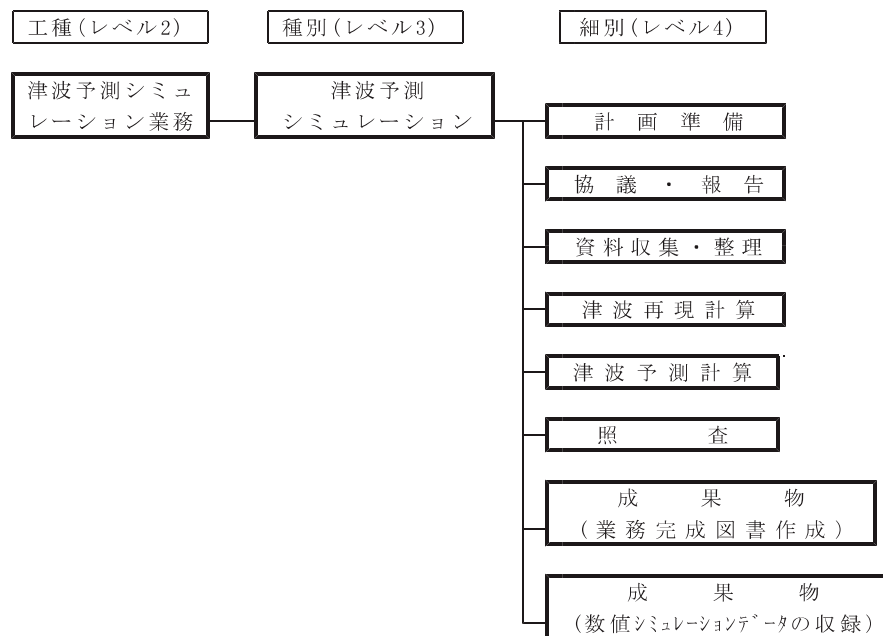 工種(レベル2)
種別(レベル3)
細別(レベル4)
津波予測シミュ
レーション業務
津波予測
シミュレーション
計画準備
協議・報告
資料収集・整理
津波再現計算
津波予測計算
照査
成果物
(業務完成図書作成)
成果物
(数値ｼﾐｭﾚｰｼｮﾝﾃﾞｰﾀの収録)